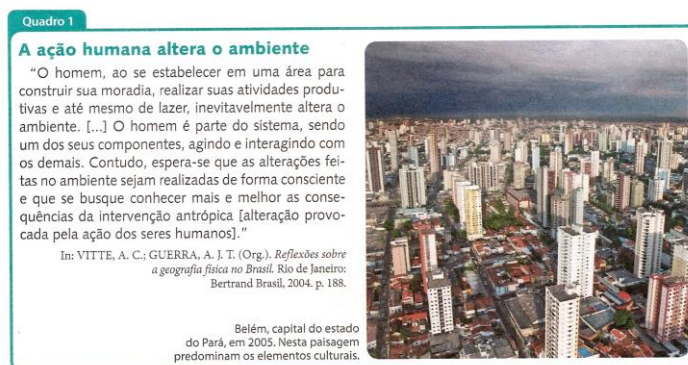 Quadro 1
A ação humana altera o ambiente
“O homem, ao se estabelecer em uma área para
construir sua moradia, realizar suas atividades produ-
tivas e até mesmo de lazer, inevitavelmente altera o
ambiente. [...] O homem é parte do sistema, sendo
um dos seus componentes, agindo e interagindo com
os demais. Contudo, espera-se que as alterações fei-
tas no ambiente sejam realizadas de forma consciente
e que se busque conhecer mais e melhor as conse-
quências da intervenção antrópica [alteração provo-
cada pela ação dos seres humanos].”
In: VITTE, A. C.; GUERRA, A. J. T. (Org.). Reflexões sobre
a geografia física no Brasil. Rio de Janeiro:
Bertrand Brasil, 2004. p. 188.
Belém, capital do estado
do Pará, em 2005. Nesta paisagem
predominam os elementos culturais.